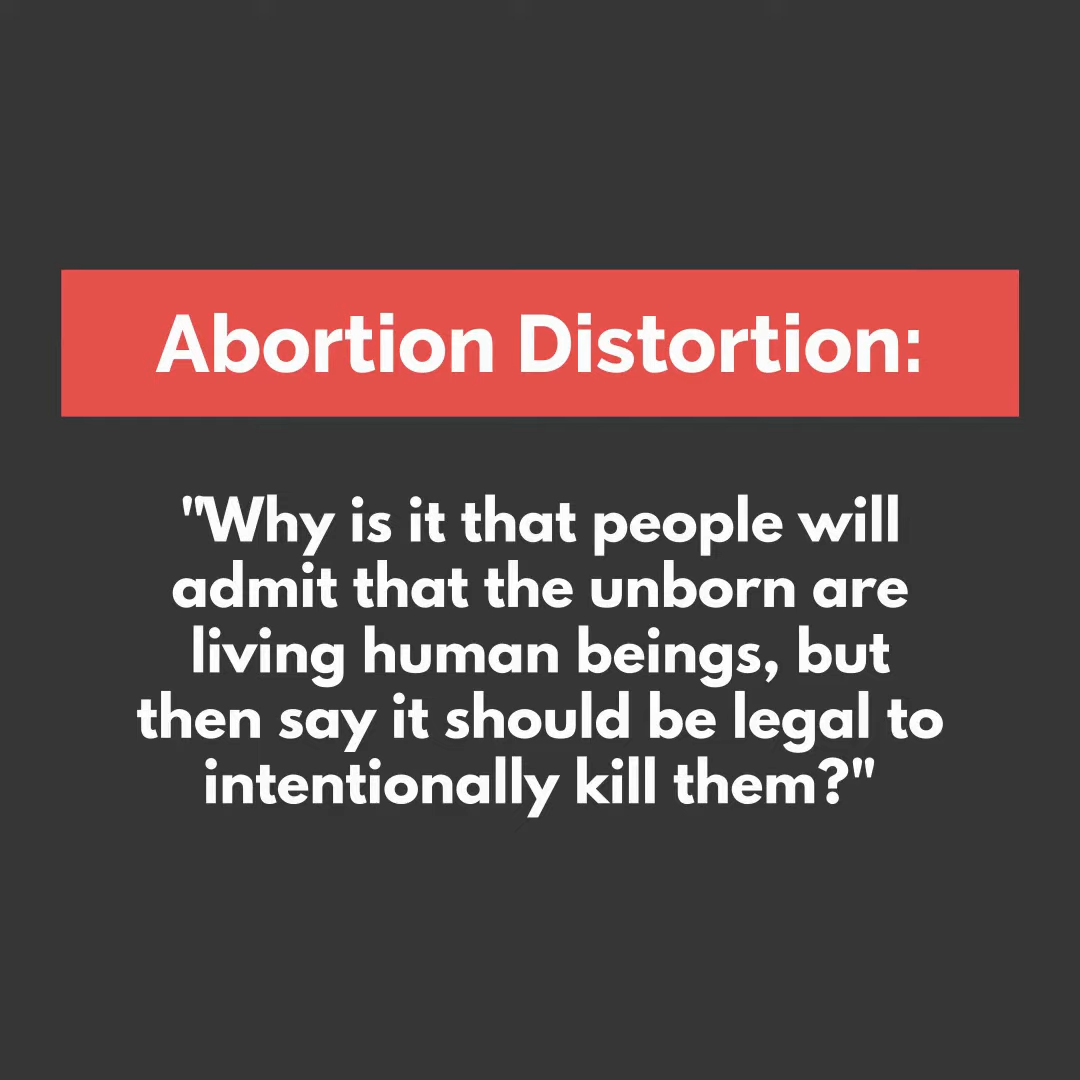 Abortion Distortion:
"Why is it that people will
admit that the unborn are
living human beings, but
then say it should be legal to
intentionally kill them?"